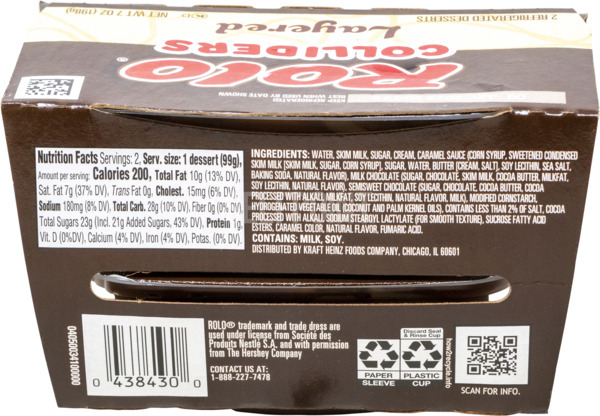 2 REFRIGERATED DESSERTS
NET WT 7 OZ (198g)
Layered
COLLIDERS
ROLO®
KEEP REFRIGERATED
BEST WHEN USED BY DATE SHOWN
Nutrition Facts Servings: 2, Serv. size: 1 dessert (99g),
Amount per serving: Calories 200, Total Fat 10g (13% DV),
Sat. Fat 7g (37% DV), Trans Fat 0g, Cholest. 15mg (6% DV),
Sodium 180mg (8% DV), Total Carb. 28g (10% DV), Fiber 0g (0% DV),
Total Sugars 23g (Incl. 21g Added Sugars, 43% DV), Protein 1g,
Vit. D (0%DV), Calcium (4% DV), Iron (4% DV), Potas. (0% DV).
INGREDIENTS: WATER, SKIM MILK, SUGAR, CREAM, CARAMEL SAUCE (CORN SYRUP, SWEETENED CONDENSED
SKIM MILK (SKIM MILK, SUGAR, CORN SYRUP), SUGAR, WATER, BUTTER (CREAM, SALT), SOY LECITHIN, SEA SALT,
BAKING SODA, NATURAL FLAVOR), MILK CHOCOLATE (SUGAR, CHOCOLATE, SKIM MILK, COCOA BUTTER, MILKFAT,
SOY LECITHIN, NATURAL FLAVOR), SEMISWEET CHOCOLATE (SUGAR, CHOCOLATE, COCOA BUTTER, COCOA
PROCESSED WITH ALKALI, MILKFAT, SOY LECITHIN, NATURAL FLAVOR, MILK), MODIFIED CORNSTARCH,
HYDROGENATED VEGETABLE OIL (COCONUT AND PALM KERNEL OILS), CONTAINS LESS THAN 2% OF SALT, COCOA
PROCESSED WITH ALKALI, SODIUM STEAROYL LACTYLATE (FOR SMOOTH TEXTURE), SUCROSE FATTY ACID
ESTERS, CARAMEL COLOR, NATURAL FLAVOR, FUMARIC ACID.
CONTAINS: MILK, SOY.
DISTRIBUTED BY KRAFT HEINZ FOODS COMPANY, CHICAGO, IL 60601
04050034100000
0 438430 0
ROLO® trademark and trade dress are
used under license from Société des
Produits Nestlé S.A. and with permission
from The Hershey Company
CONTACT US AT:
1-888-227-7478
Discard Seal
& Rinse Cup
PAPER
SLEEVE
PLASTIC
CUP
how2recycle.info
SCAN FOR INFO.